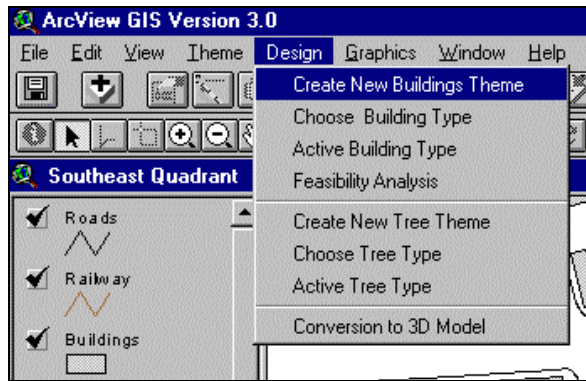 ArcView GIS Version 3.0
File Edit View Theme Design Graphics Window Help
Create New Buildings Theme
Choose Building Type
Active Building Type
Feasibility Analysis
Create New Tree Theme
Choose Tree Type
Active Tree Type
Conversion to 3D Model
Southeast Quadrant
Roads
Railway
Buildings